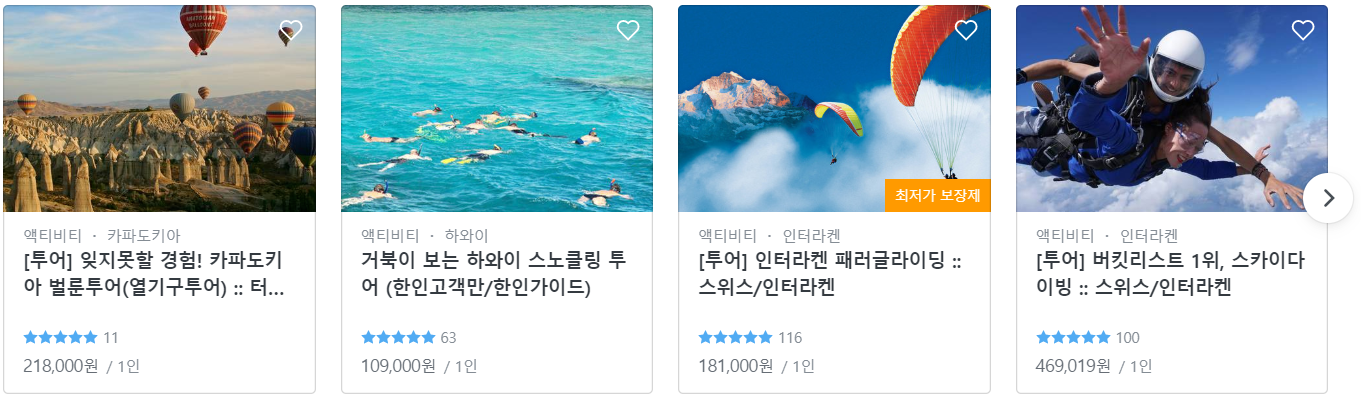 ANATOLIAN
BALLOONS
최저가 보장제
액티비티 · 카파도키아
[투어] 잊지못할 경험! 카파도키
아 벌룬투어(열기구투어) :: 터...
★★★★★ 11
218,000원 / 1인
액티비티 · 하와이
거북이 보는 하와이 스노클링 투
어 (한인고객만/한인가이드)
★★★★★ 63
109,000원 / 1인
액티비티 · 인터라켄
[투어] 인터라켄 패러글라이딩 ::
스위스/인터라켄
★★★★★ 116
181,000원 / 1인
액티비티 · 인터라켄
[투어] 버킷리스트 1위, 스카이다
이빙 :: 스위스/인터라켄
★★★★★ 100
469,019원 / 1인